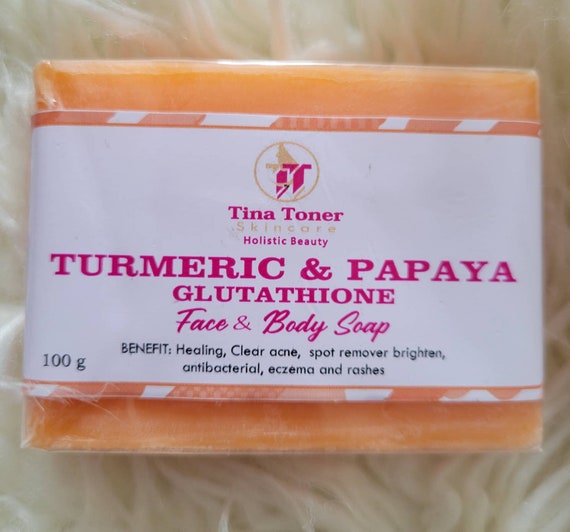 TT
Tina Toner
Skincare
Holistic Beauty
TURMERIC & PAPAYA
GLUTATHIONE
Face & Body Soap
BENEFIT: Healing, Clear acne, spot remover brighten,
antibacterial, eczema and rashes
100 g